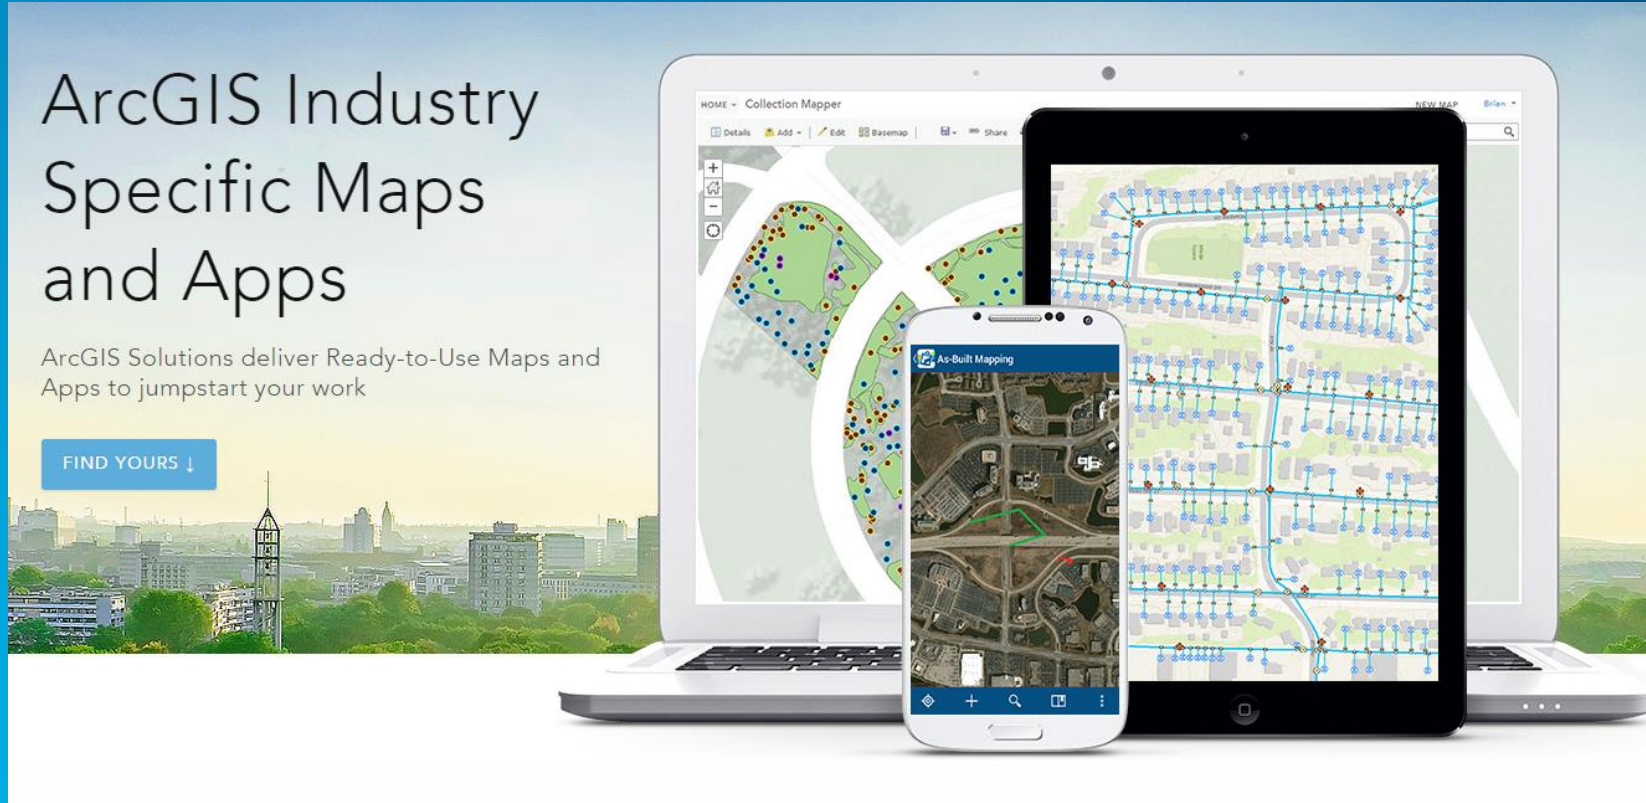 ArcGIS Industry
Specific Maps
and Apps
ArcGIS Solutions deliver Ready-to-Use Maps and
Apps to jumpstart your work
FIND YOURS ↓
HOME Collection Mapper
NEW MAP Brian
Details Add Edit Basemap Share
As-Built Mapping